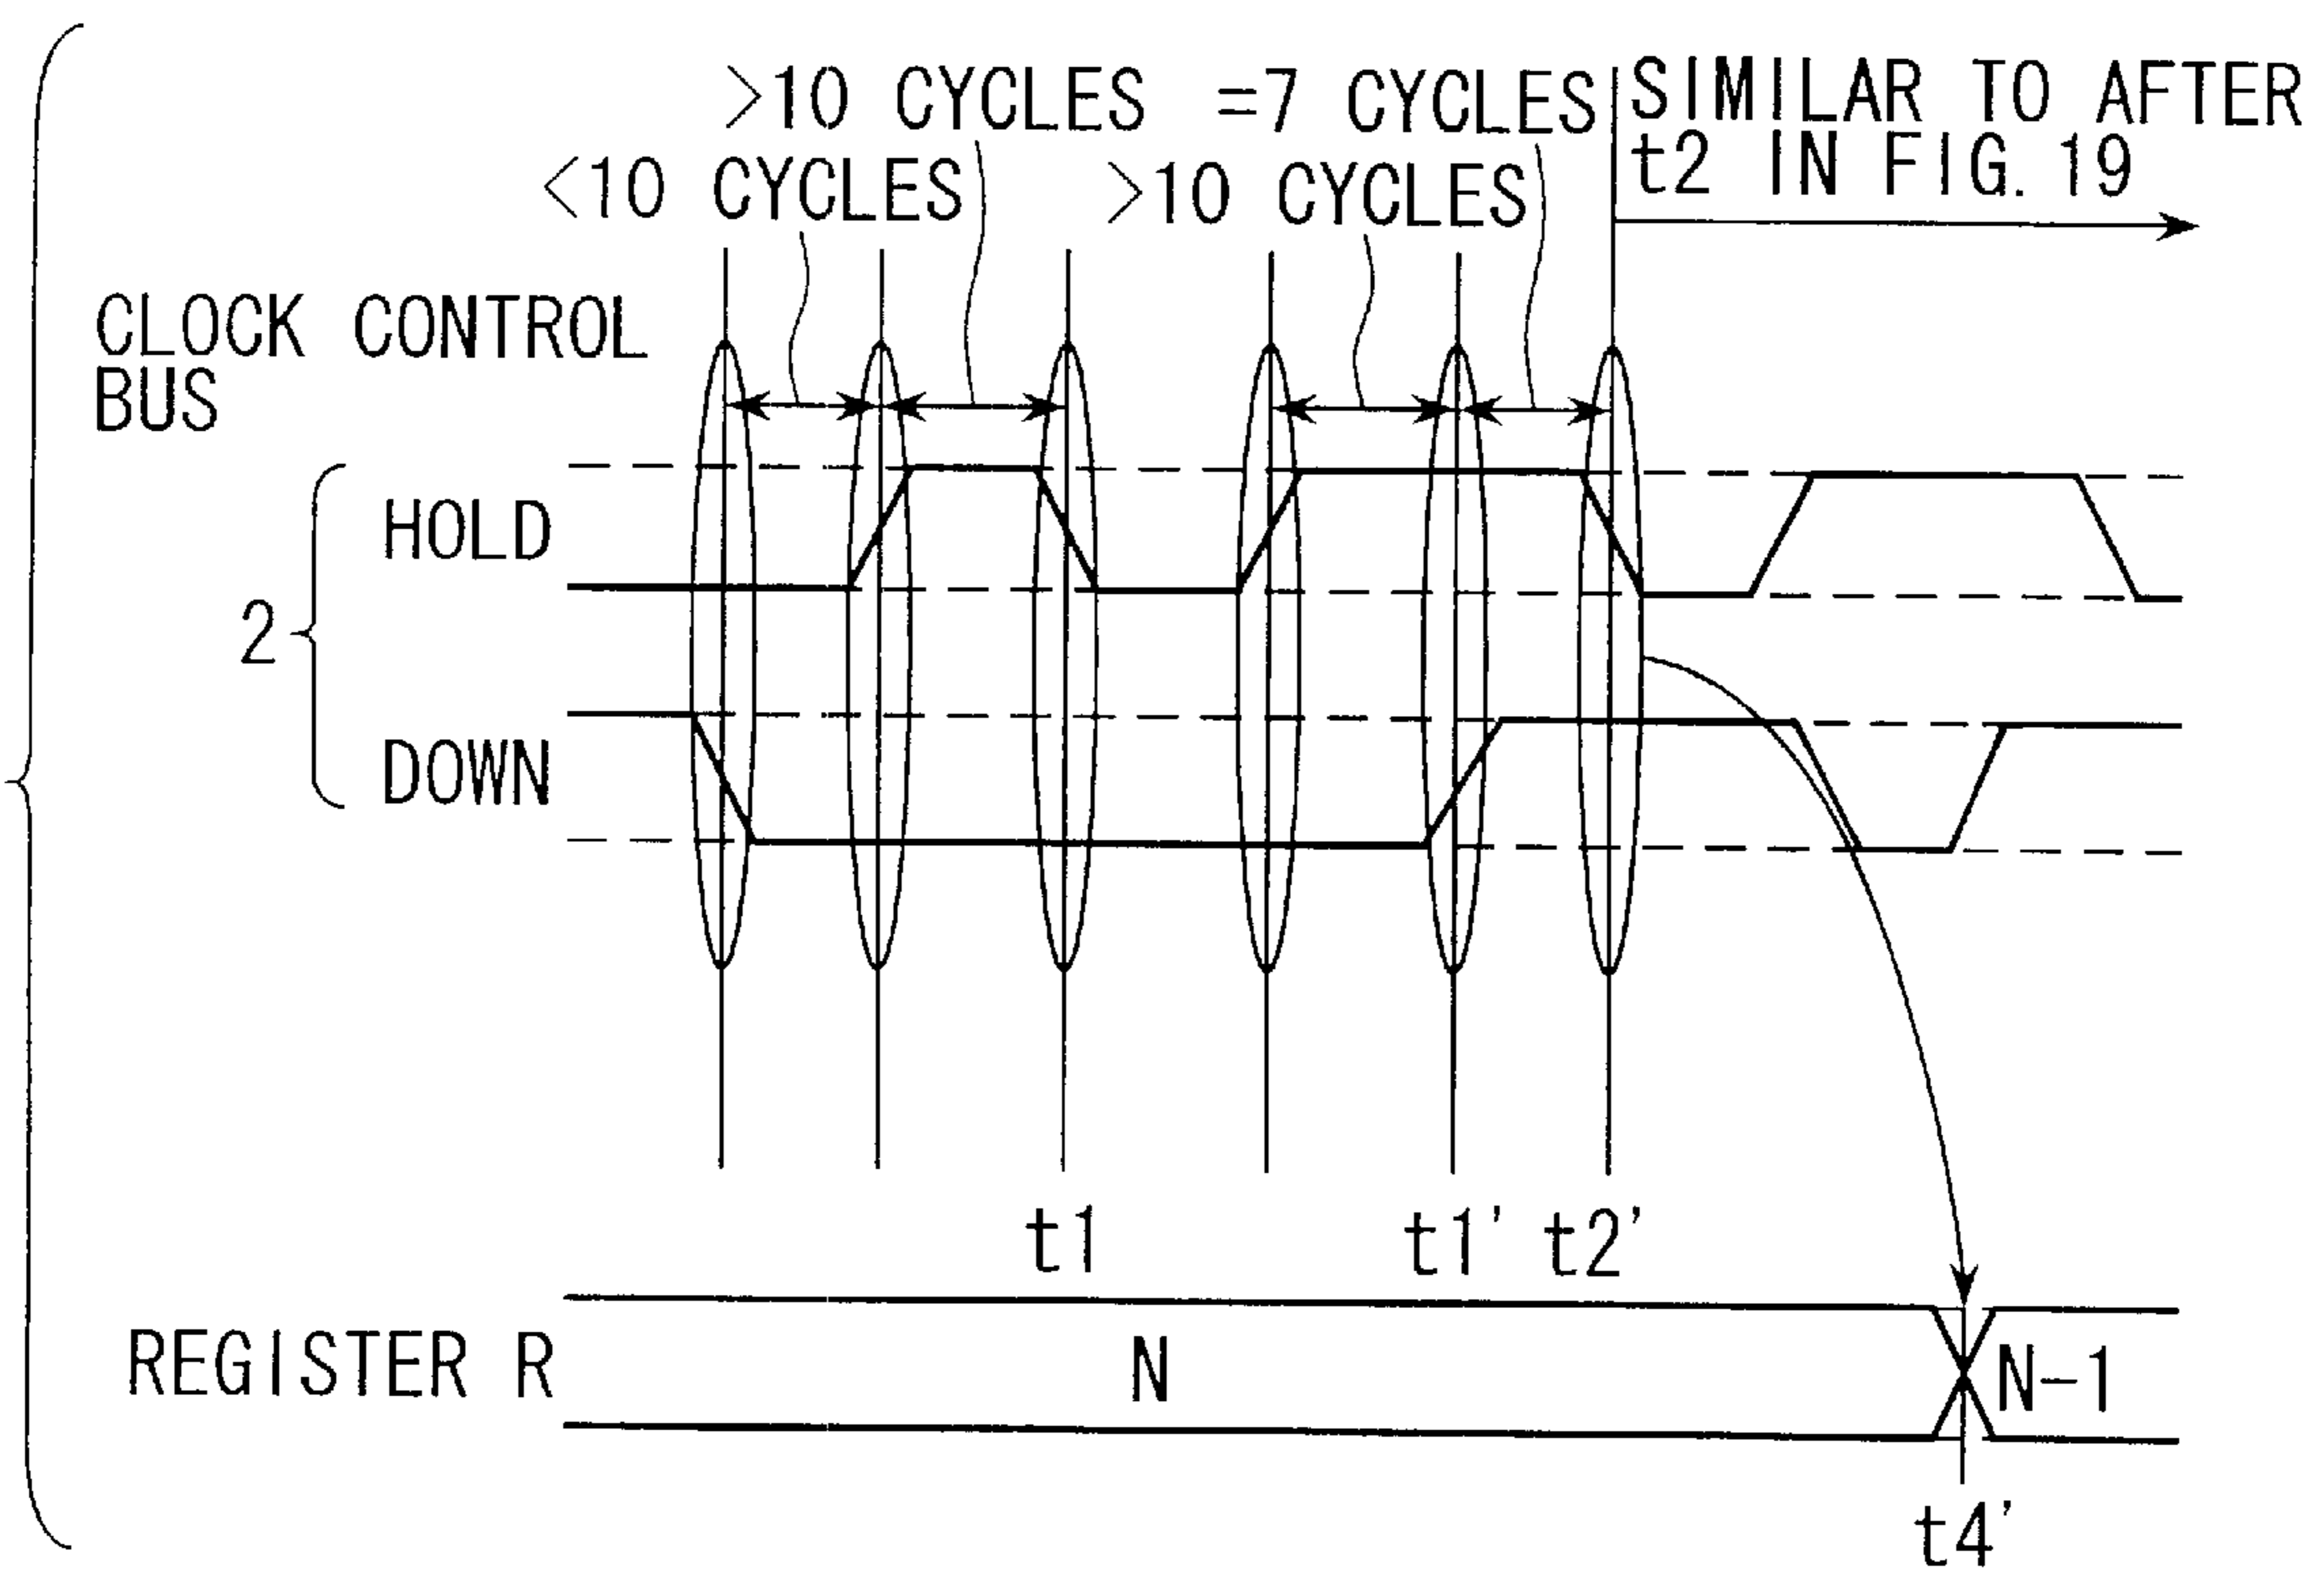 >10 CYCLES =7 CYCLES
<10 CYCLES >10 CYCLES
SIMILAR TO AFTER
t2 IN FIG. 19
CLOCK CONTROL
BUS
HOLD
2
DOWN
t1 t1' t2'
REGISTER R N N-1
t4'